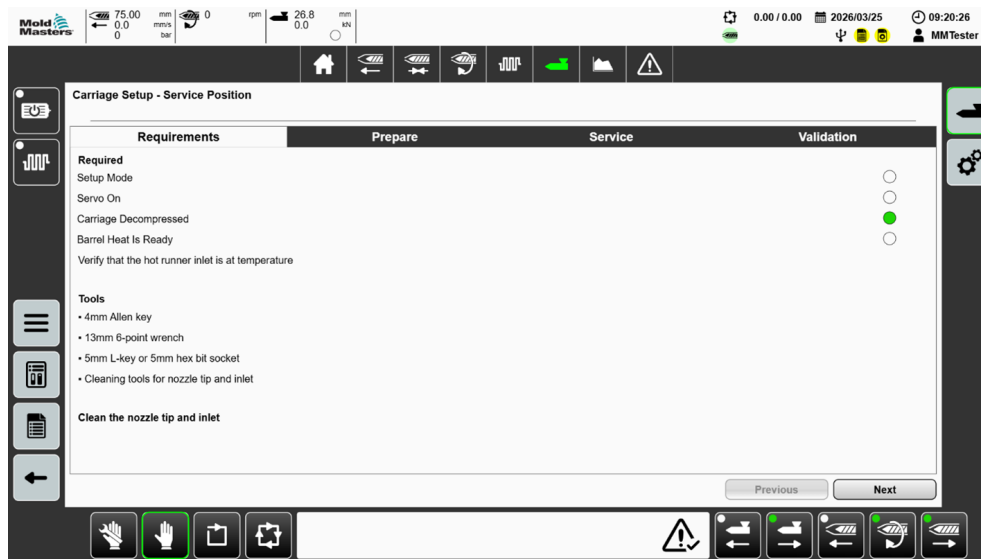 Mold Masters
75.00 mm
0.0 mm/s
0 bar
0 rpm
26.8 mm
0.0 kN
0.00 / 0.00
2026/03/25
09:20:26
MMTester
Carriage Setup - Service Position
Requirements Prepare Service Validation
Required
Setup Mode
Servo On
Carriage Decompressed
Barrel Heat Is Ready
Verify that the hot runner inlet is at temperature
Tools
• 4mm Allen key
• 13mm 6-point wrench
• 5mm L-key or 5mm hex bit socket
• Cleaning tools for nozzle tip and inlet
Clean the nozzle tip and inlet
Previous Next